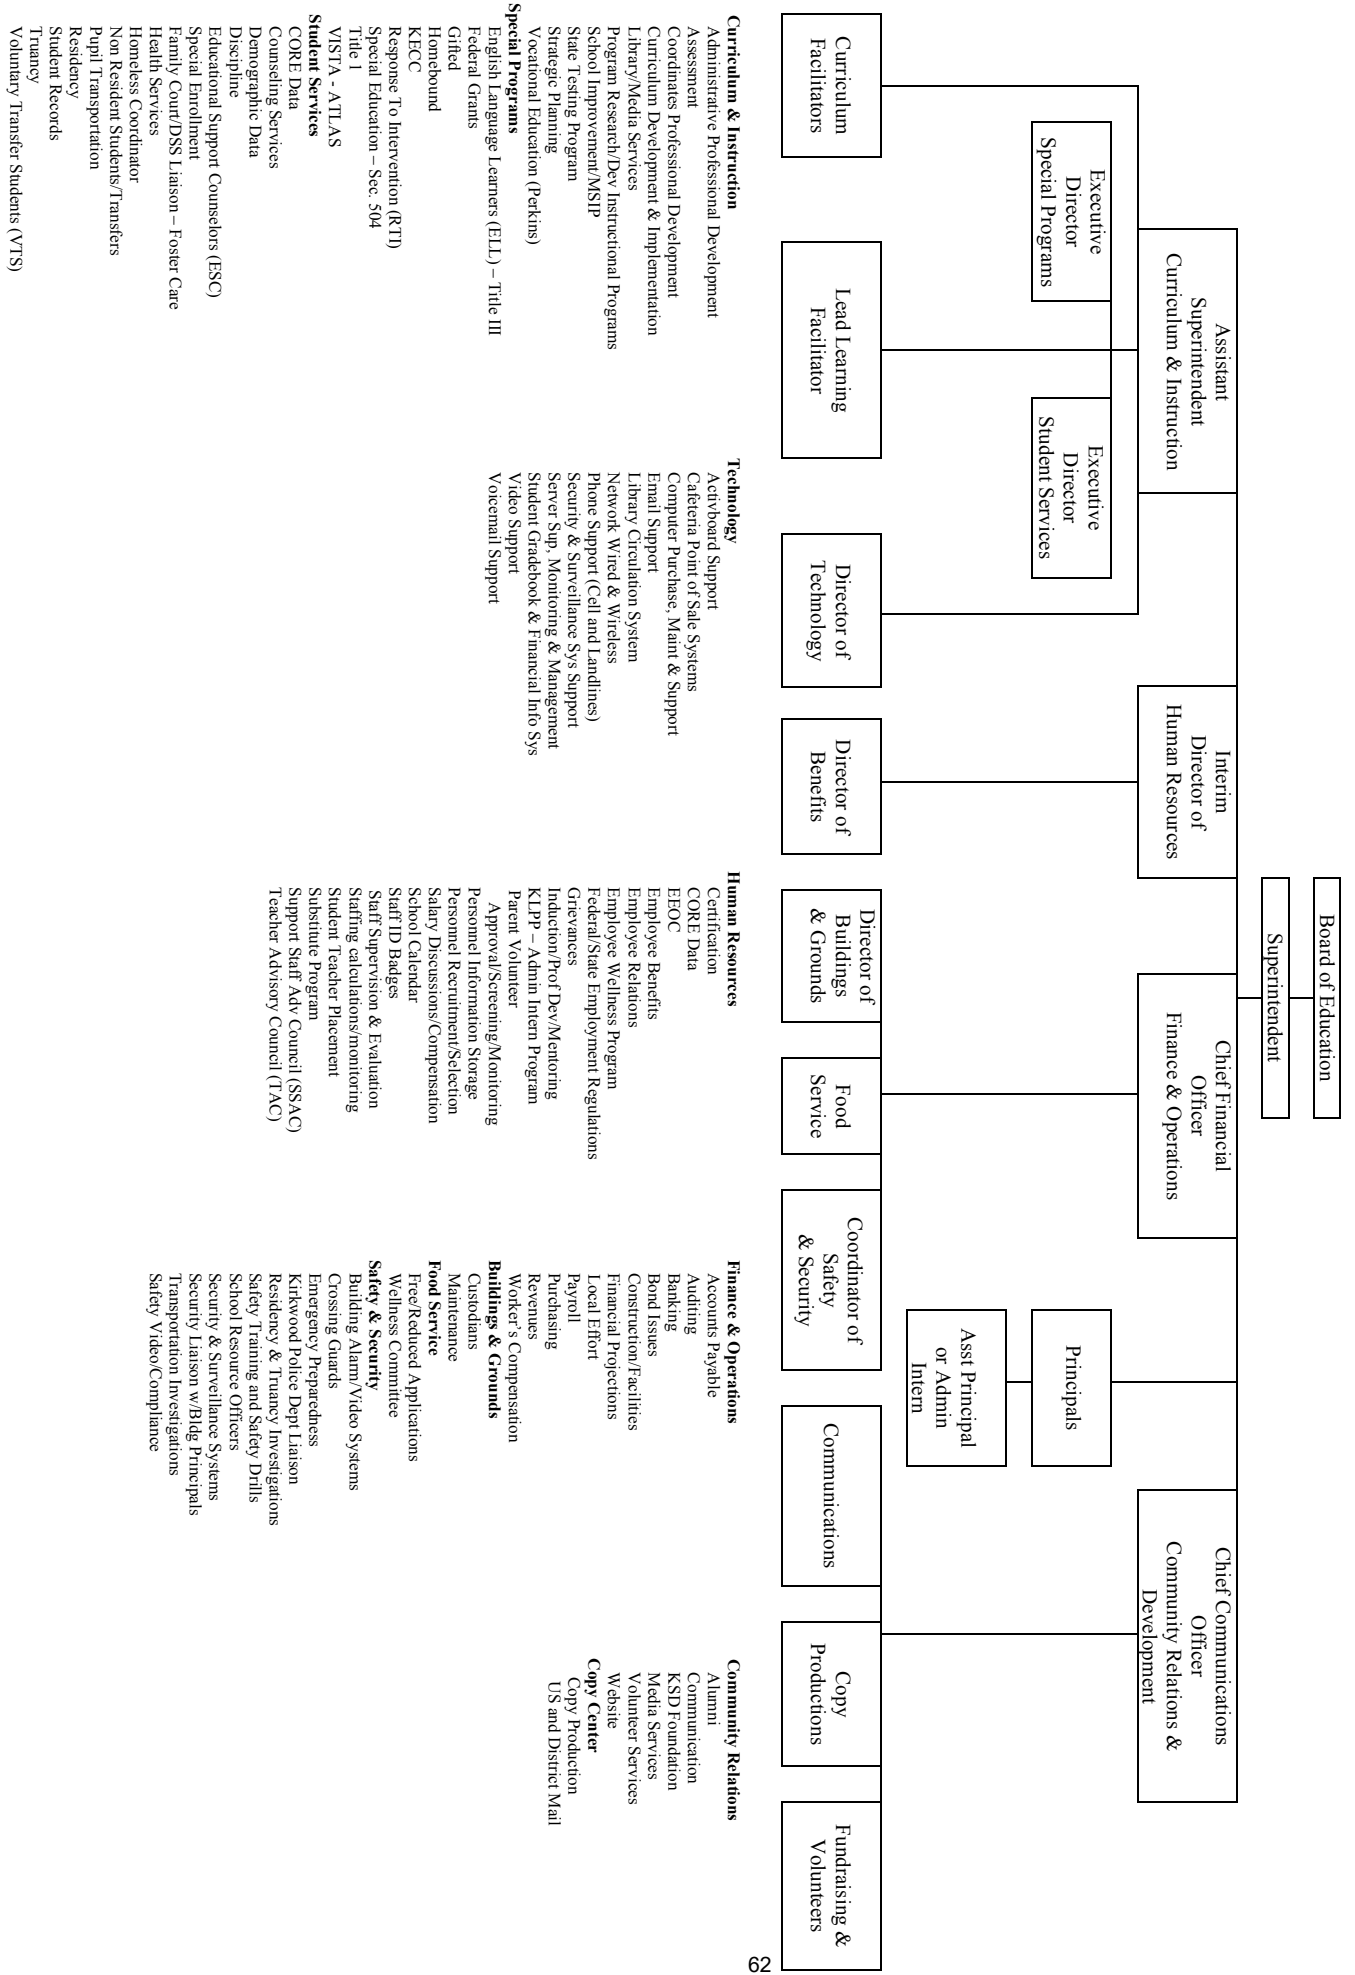 Board of Education
Superintendent
Assistant
Superintendent
Curriculum & Instruction
Interim
Director of
Human Resources
Chief Financial
Officer
Finance & Operations
Chief Communications
Officer
Community Relations &
Development
Executive
Director
Special Programs
Executive
Director
Student Services
Principals
Asst Principal
or Admin
Intern
Curriculum
Facilitators
Lead Learning
Facilitator
Director of
Technology
Director of
Benefits
Director of
Buildings
& Grounds
Food
Service
Coordinator of
Safety
& Security
Communications
Copy
Productions
Fundraising &
Volunteers
Curriculum & Instruction
Administrative Professional Development
Assessment
Coordinates Professional Development
Curriculum Development & Implementation
Library/Media Services
Program Research/Dev Instructional Programs
School Improvement/MSIP
State Testing Program
Strategic Planning
Vocational Education (Perkins)
Special Programs
English Language Learners (ELL) – Title III
Federal Grants
Gifted
Homebound
KECC
Response To Intervention (RTI)
Special Education – Sec. 504
Title 1
VISTA - ATLAS
Student Services
CORE Data
Counseling Services
Demographic Data
Discipline
Educational Support Counselors (ESC)
Special Enrollment
Family Court/DSS Liaison – Foster Care
Health Services
Homeless Coordinator
Non Resident Students/Transfers
Pupil Transportation
Residency
Student Records
Truancy
Voluntary Transfer Students (VTS)
Technology
Activboard Support
Cafeteria Point of Sale Systems
Computer Purchase, Maint & Support
Email Support
Library Circulation System
Network Wired & Wireless
Phone Support (Cell and Landlines)
Security & Surveillance Sys Support
Server Sup, Monitoring & Management
Student Gradebook & Financial Info Sys
Video Support
Voicemail Support
Human Resources
Certification
CORE Data
EEOC
Employee Benefits
Employee Relations
Employee Wellness Program
Federal/State Employment Regulations
Grievances
Induction/Prof Dev/Mentoring
KLPP – Admin Intern Program
Parent Volunteer
Approval/Screening/Monitoring
Personnel Information Storage
Personnel Recruitment/Selection
Salary Discussions/Compensation
School Calendar
Staff ID Badges
Staff Supervision & Evaluation
Staffing calculations/monitoring
Student Teacher Placement
Substitute Program
Support Staff Adv Council (SSAC)
Teacher Advisory Council (TAC)
Finance & Operations
Accounts Payable
Auditing
Banking
Bond Issues
Construction/Facilities
Financial Projections
Local Effort
Payroll
Purchasing
Revenues
Worker's Compensation
Buildings & Grounds
Custodians
Maintenance
Food Service
Free/Reduced Applications
Wellness Committee
Safety & Security
Building Alarm/Video Systems
Crossing Guards
Emergency Preparedness
Kirkwood Police Dept Liaison
Residency & Truancy Investigations
Safety Training and Safety Drills
School Resource Officers
Security & Surveillance Systems
Security Liaison w/Bldg Principals
Transportation Investigations
Safety Video/Compliance
Community Relations
Alumni
Communication
KSD Foundation
Media Services
Volunteer Services
Website
Copy Center
Copy Production
US and District Mail
62